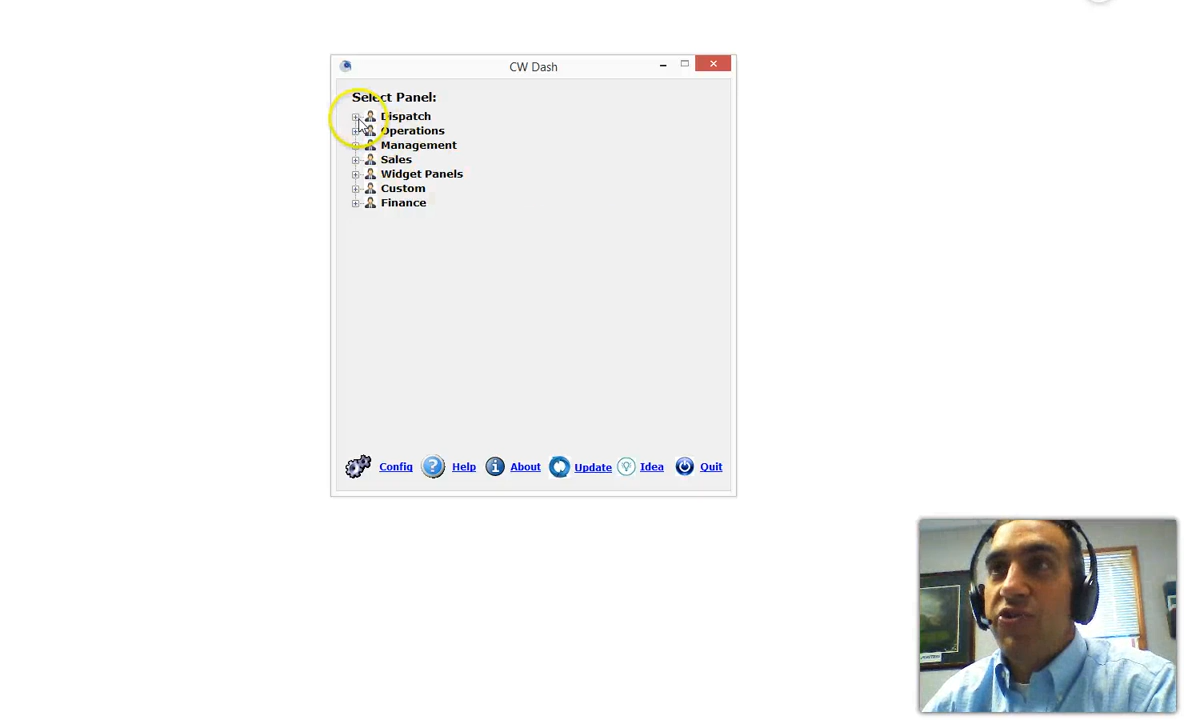 CW Dash
Select Panel:
Dispatch
Operations
Management
Sales
Widget Panels
Custom
Finance
Config Help About Update Idea Quit